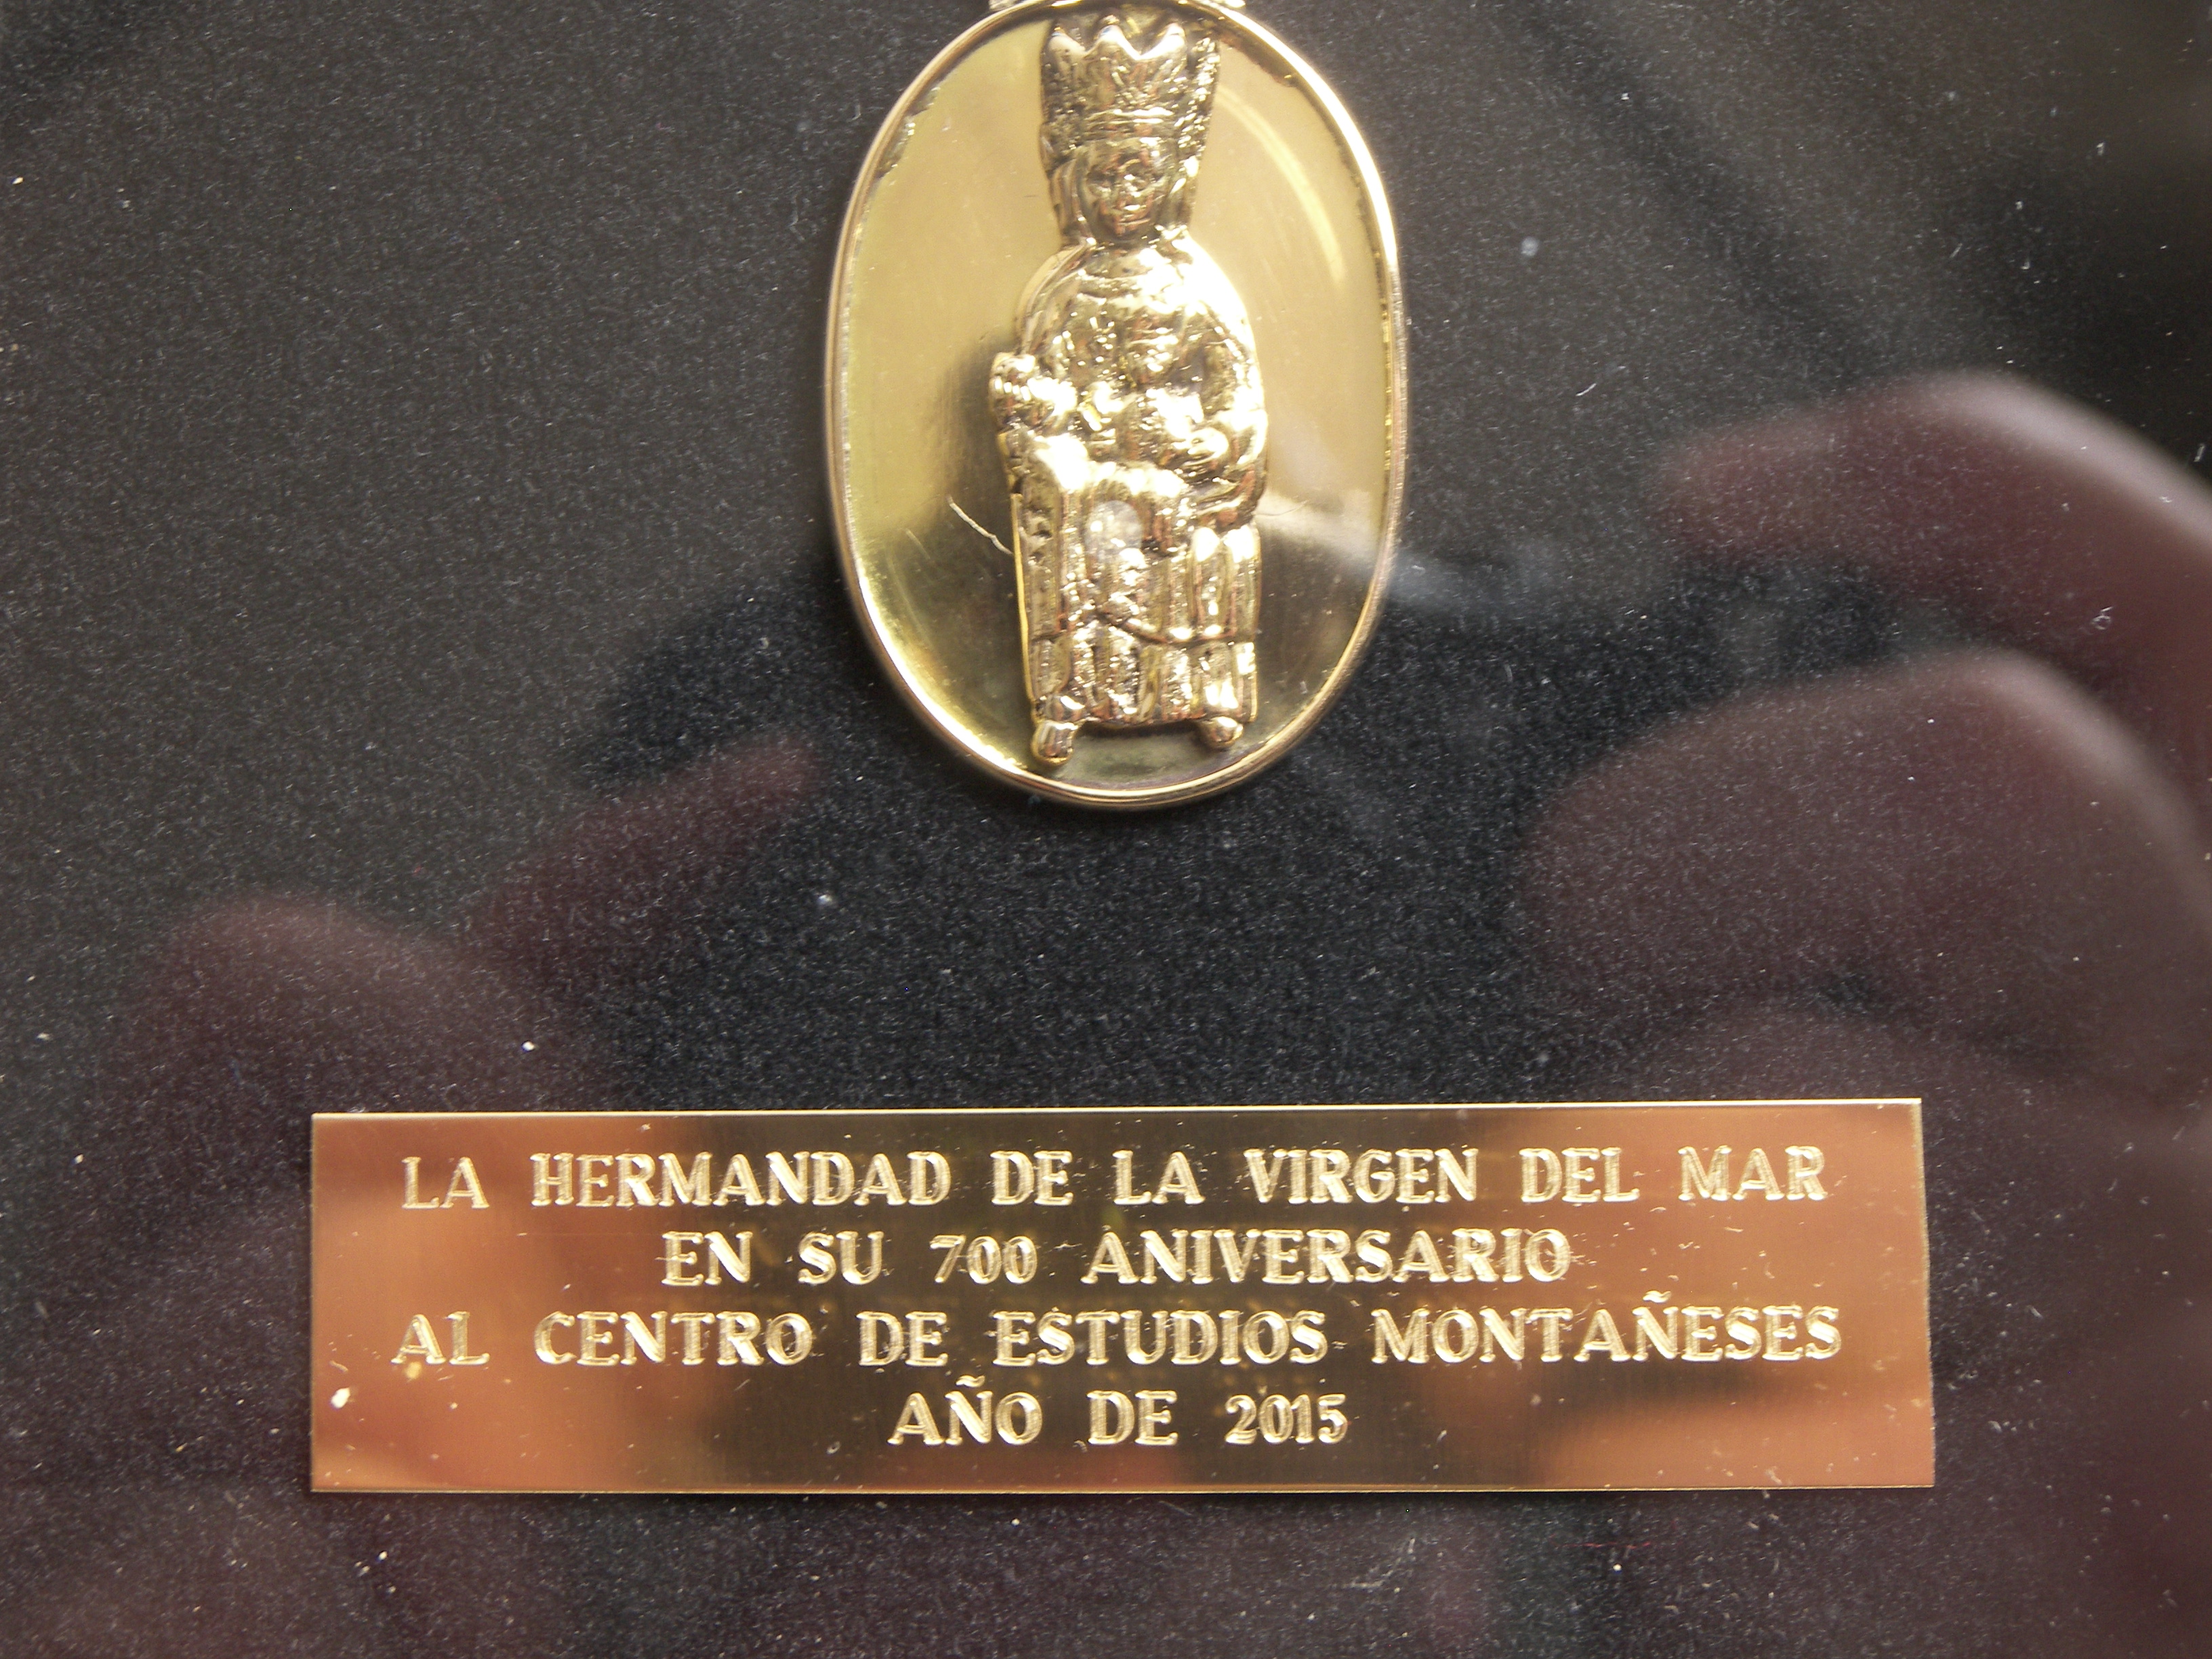 LA HERMANDAD DE LA VIRGEN DEL MAR
EN SU 700 ANIVERSARIO
AL CENTRO DE ESTUDIOS MONTAÑESES
AÑO DE 2015